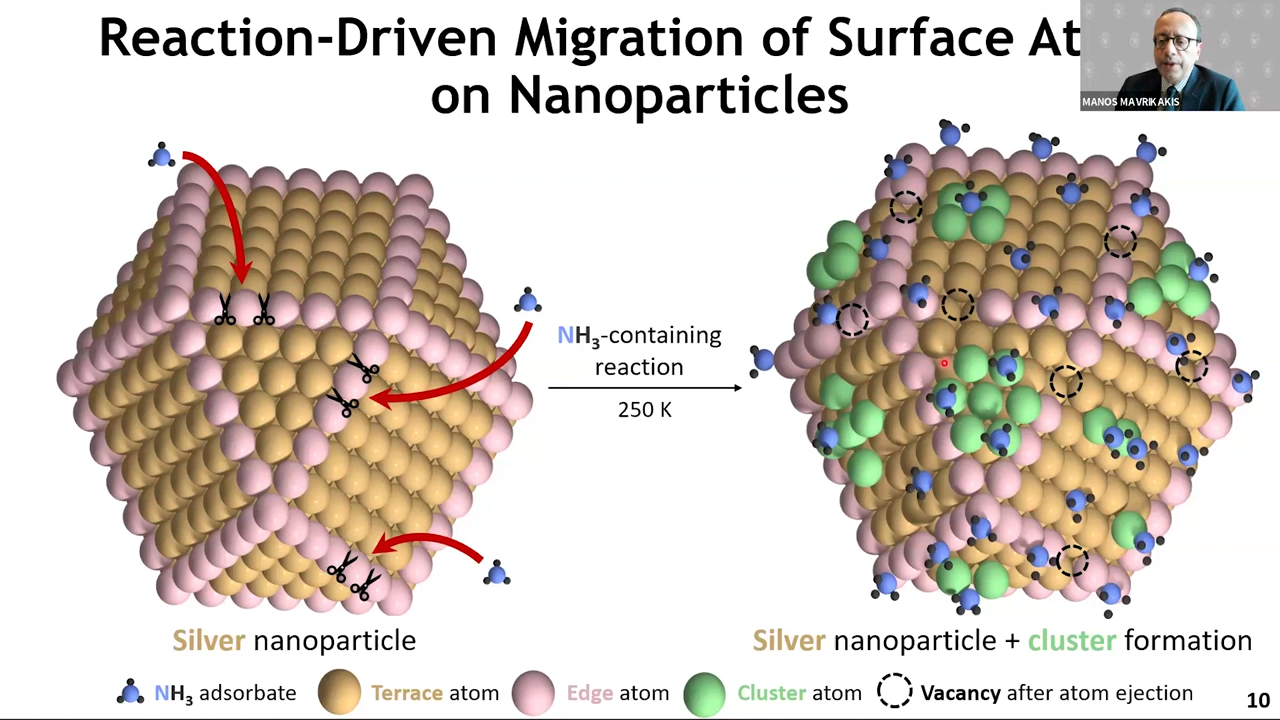 Reaction-Driven Migration of Surface At
on Nanoparticles
MANOS MAVRIKAKIS
NH₃-containing
reaction
250 K
Silver nanoparticle
Silver nanoparticle + cluster formation
NH₃ adsorbate
Terrace atom
Edge atom
Cluster atom
Vacancy after atom ejection
10